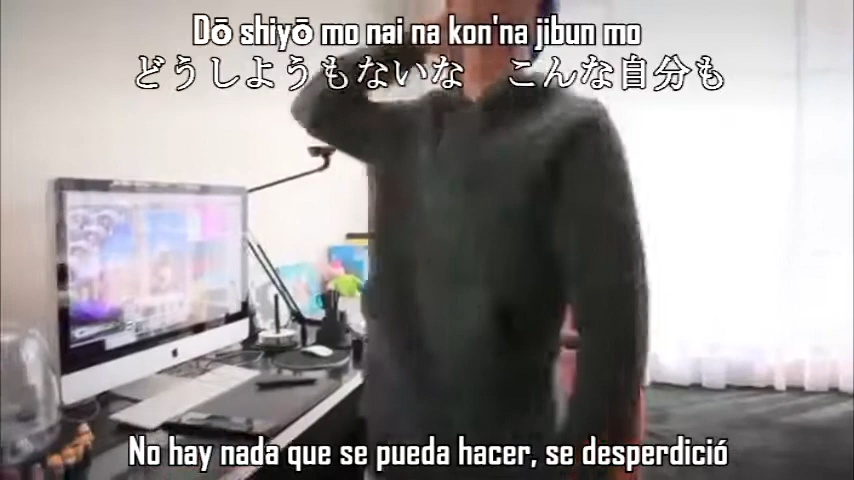 Dō shiyō mo nai na kon'na jibun mo
どうしようもないな　こんな自分も
No hay nada que se pueda hacer, se desperdició